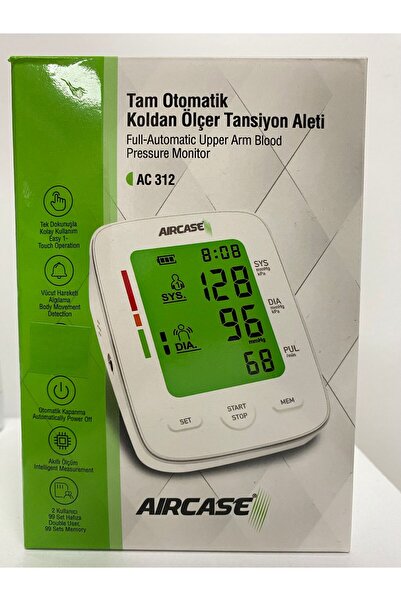 Tam Otomatik
Koldan Ölçer Tansiyon Aleti
Full-Automatic Upper Arm Blood
Pressure Monitor
AC 312
Tek Dokunuşla
Kolay Kullanım
Easy 1-
Touch Operation
Vücut Hareketi
Algılama
Body Movement
Detection
Otomatik Kapanma
Automatically Power Off
Akıllı Ölçüm
Intelligent Measurement
2 Kullanıcı
99 Set Hafıza
Double User,
99 Sets Memory
AIRCASE
8:08
SYS.
128
SYS
mmHg
kPa
1
DIA.
96
mmHg
DIA
mmHg
kPa
68
PUL
/min
SET
START
STOP
MEM
AIRCASE